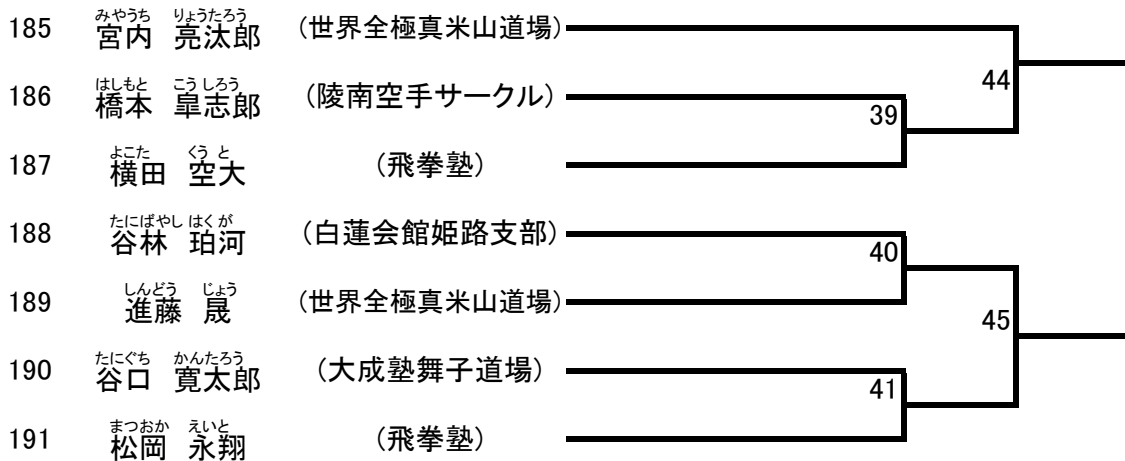 みやうち りょうたろう
185 宮内 亮汰郎 (世界全極真米山道場)
44
はしもと こうしろう
186 橋本 皐志郎 (陵南空手サークル)
39
よこた くうと
187 横田 空大 (飛拳塾)
たにばやし はくが
188 谷林 珀河 (白蓮会館姫路支部)
40
しんどう じょう
189 進藤 晟 (世界全極真米山道場)
45
たにぐち かんたろう
190 谷口 寛太郎 (大成塾舞子道場)
41
まつおか えいと
191 松岡 永翔 (飛拳塾)